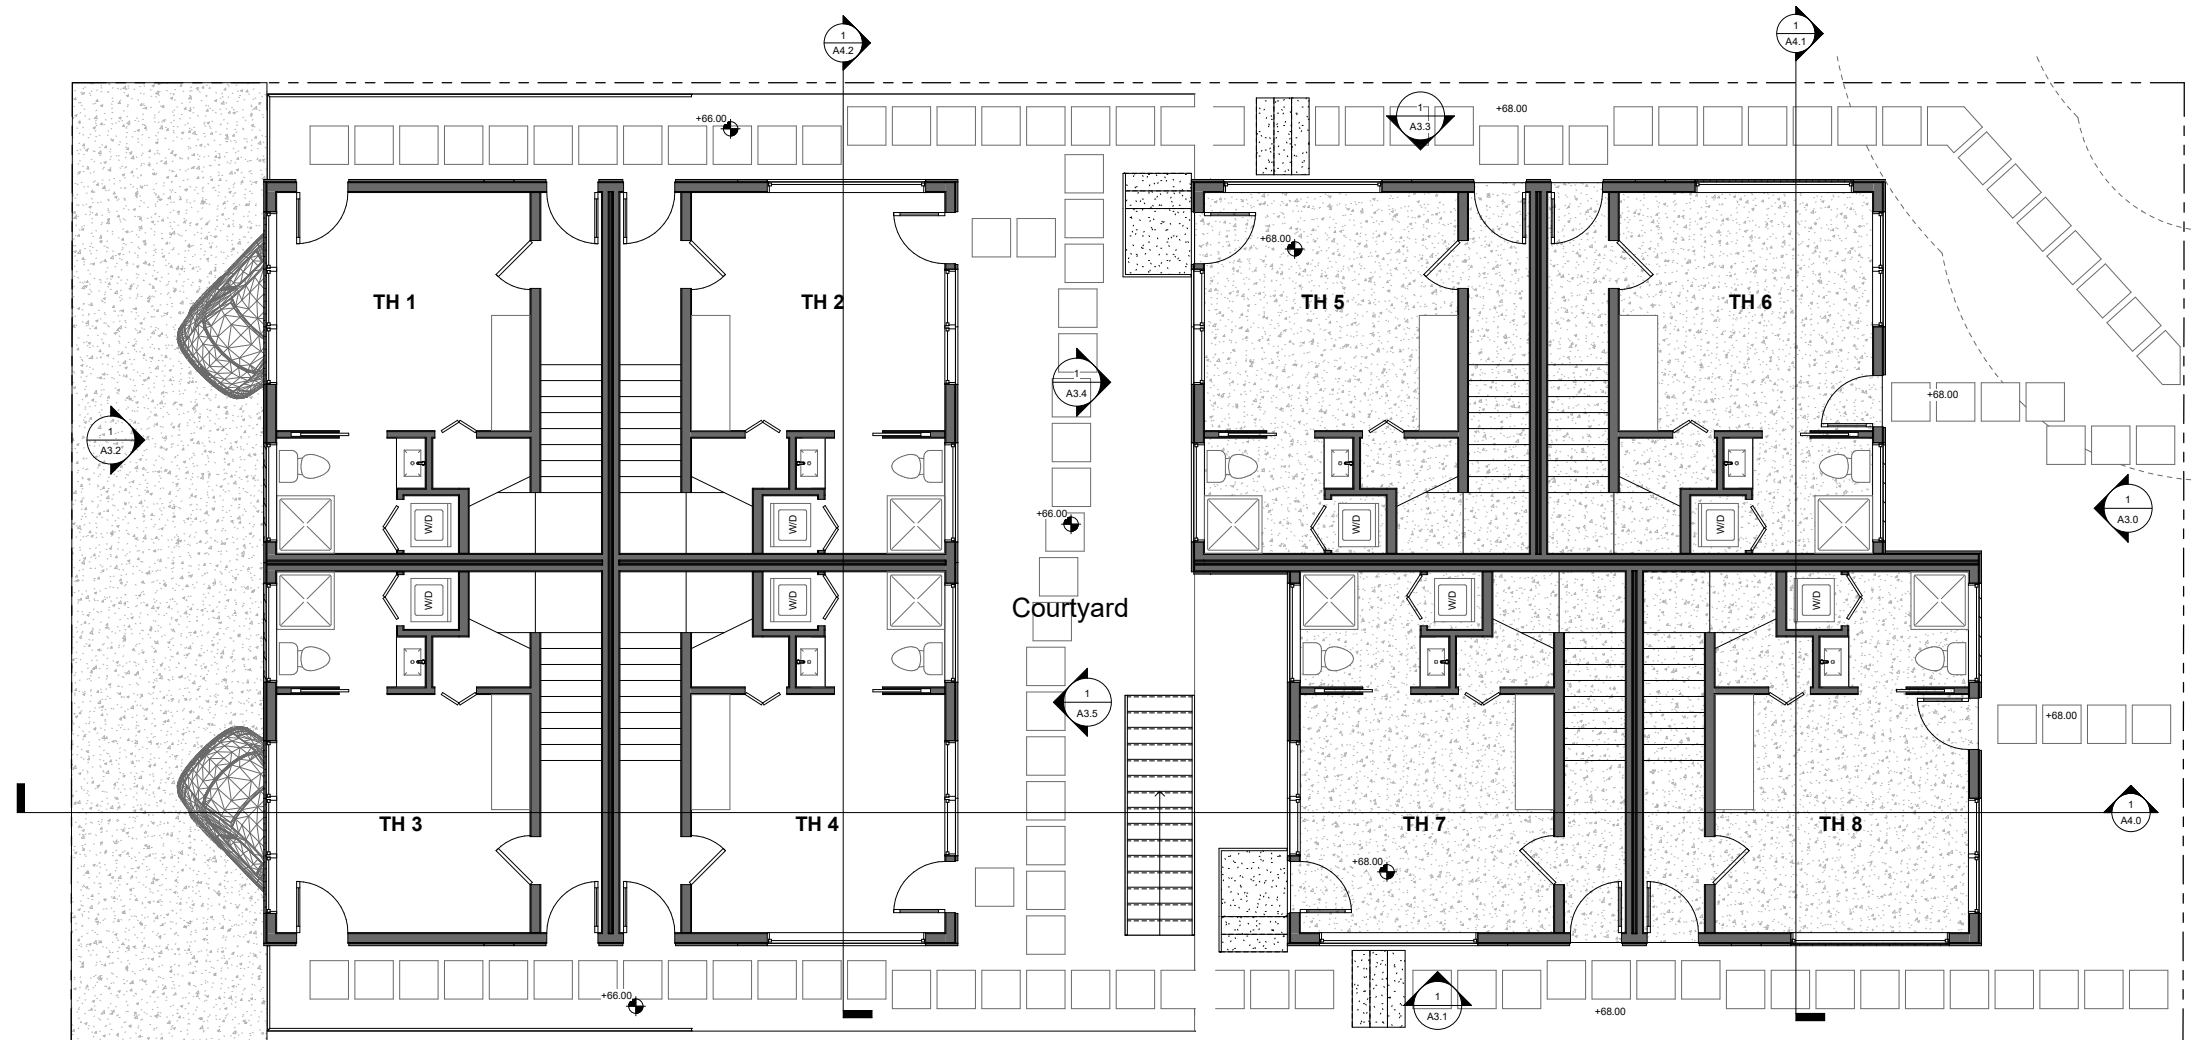 1
A4.2
1
A4.1
+66.00
1
A3.3
+68.00
+68.00
TH 1
TH 2
TH 5
TH 6
1
A3.4
+68.00
1
A3.2
W/D
W/D
W/D
W/D
1
A3.0
+66.00
W/D
W/D
W/D
W/D
Courtyard
1
A3.5
+68.00
TH 3
TH 4
TH 7
TH 8
1
A4.0
+68.00
+66.00
1
A3.1
+68.00